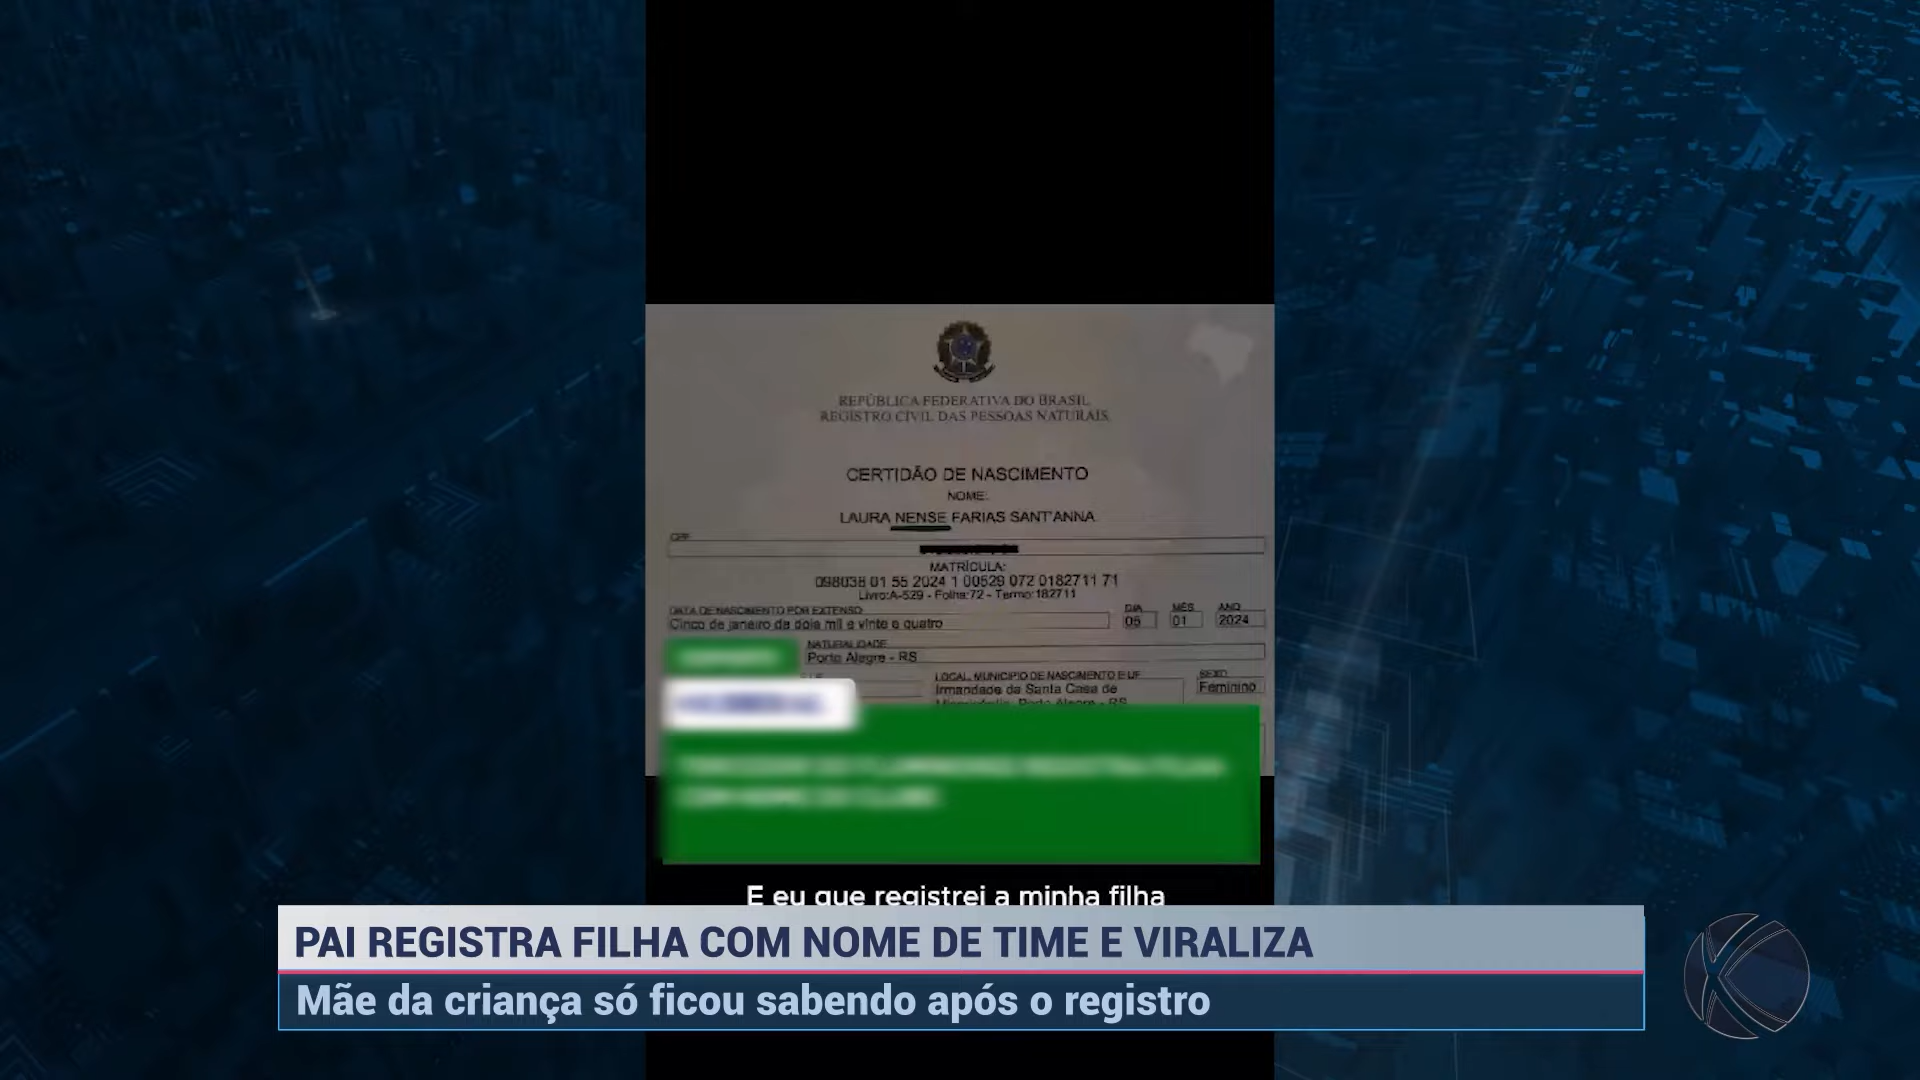 REPÚBLICA FEDERATIVA DO BRASIL
REGISTRO CIVIL DAS PESSOAS NATURAIS
CERTIDÃO DE NASCIMENTO
NOME:
LAURA NENSE FARIAS SANT'ANNA
CPF
MATRÍCULA:
098038 01 55 2024 1 00529 072 0182711 71
Livro:A-529 - Folha:72 - Termo:182711
DATA DE NASCIMENTO POR EXTENSO
DIA MÊS ANO
Cinco de janeiro de dois mil e vinte e quatro
05 01 2024
NATURALIDADE
Porto Alegre - RS
LOCAL, MUNICÍPIO DE NASCIMENTO E UF
SEXO
Irmandade da Santa Casa de
Feminino
Porto Alegre - RS
E eu que registrei a minha filha
PAI REGISTRA FILHA COM NOME DE TIME E VIRALIZA
Mãe da criança só ficou sabendo após o registro